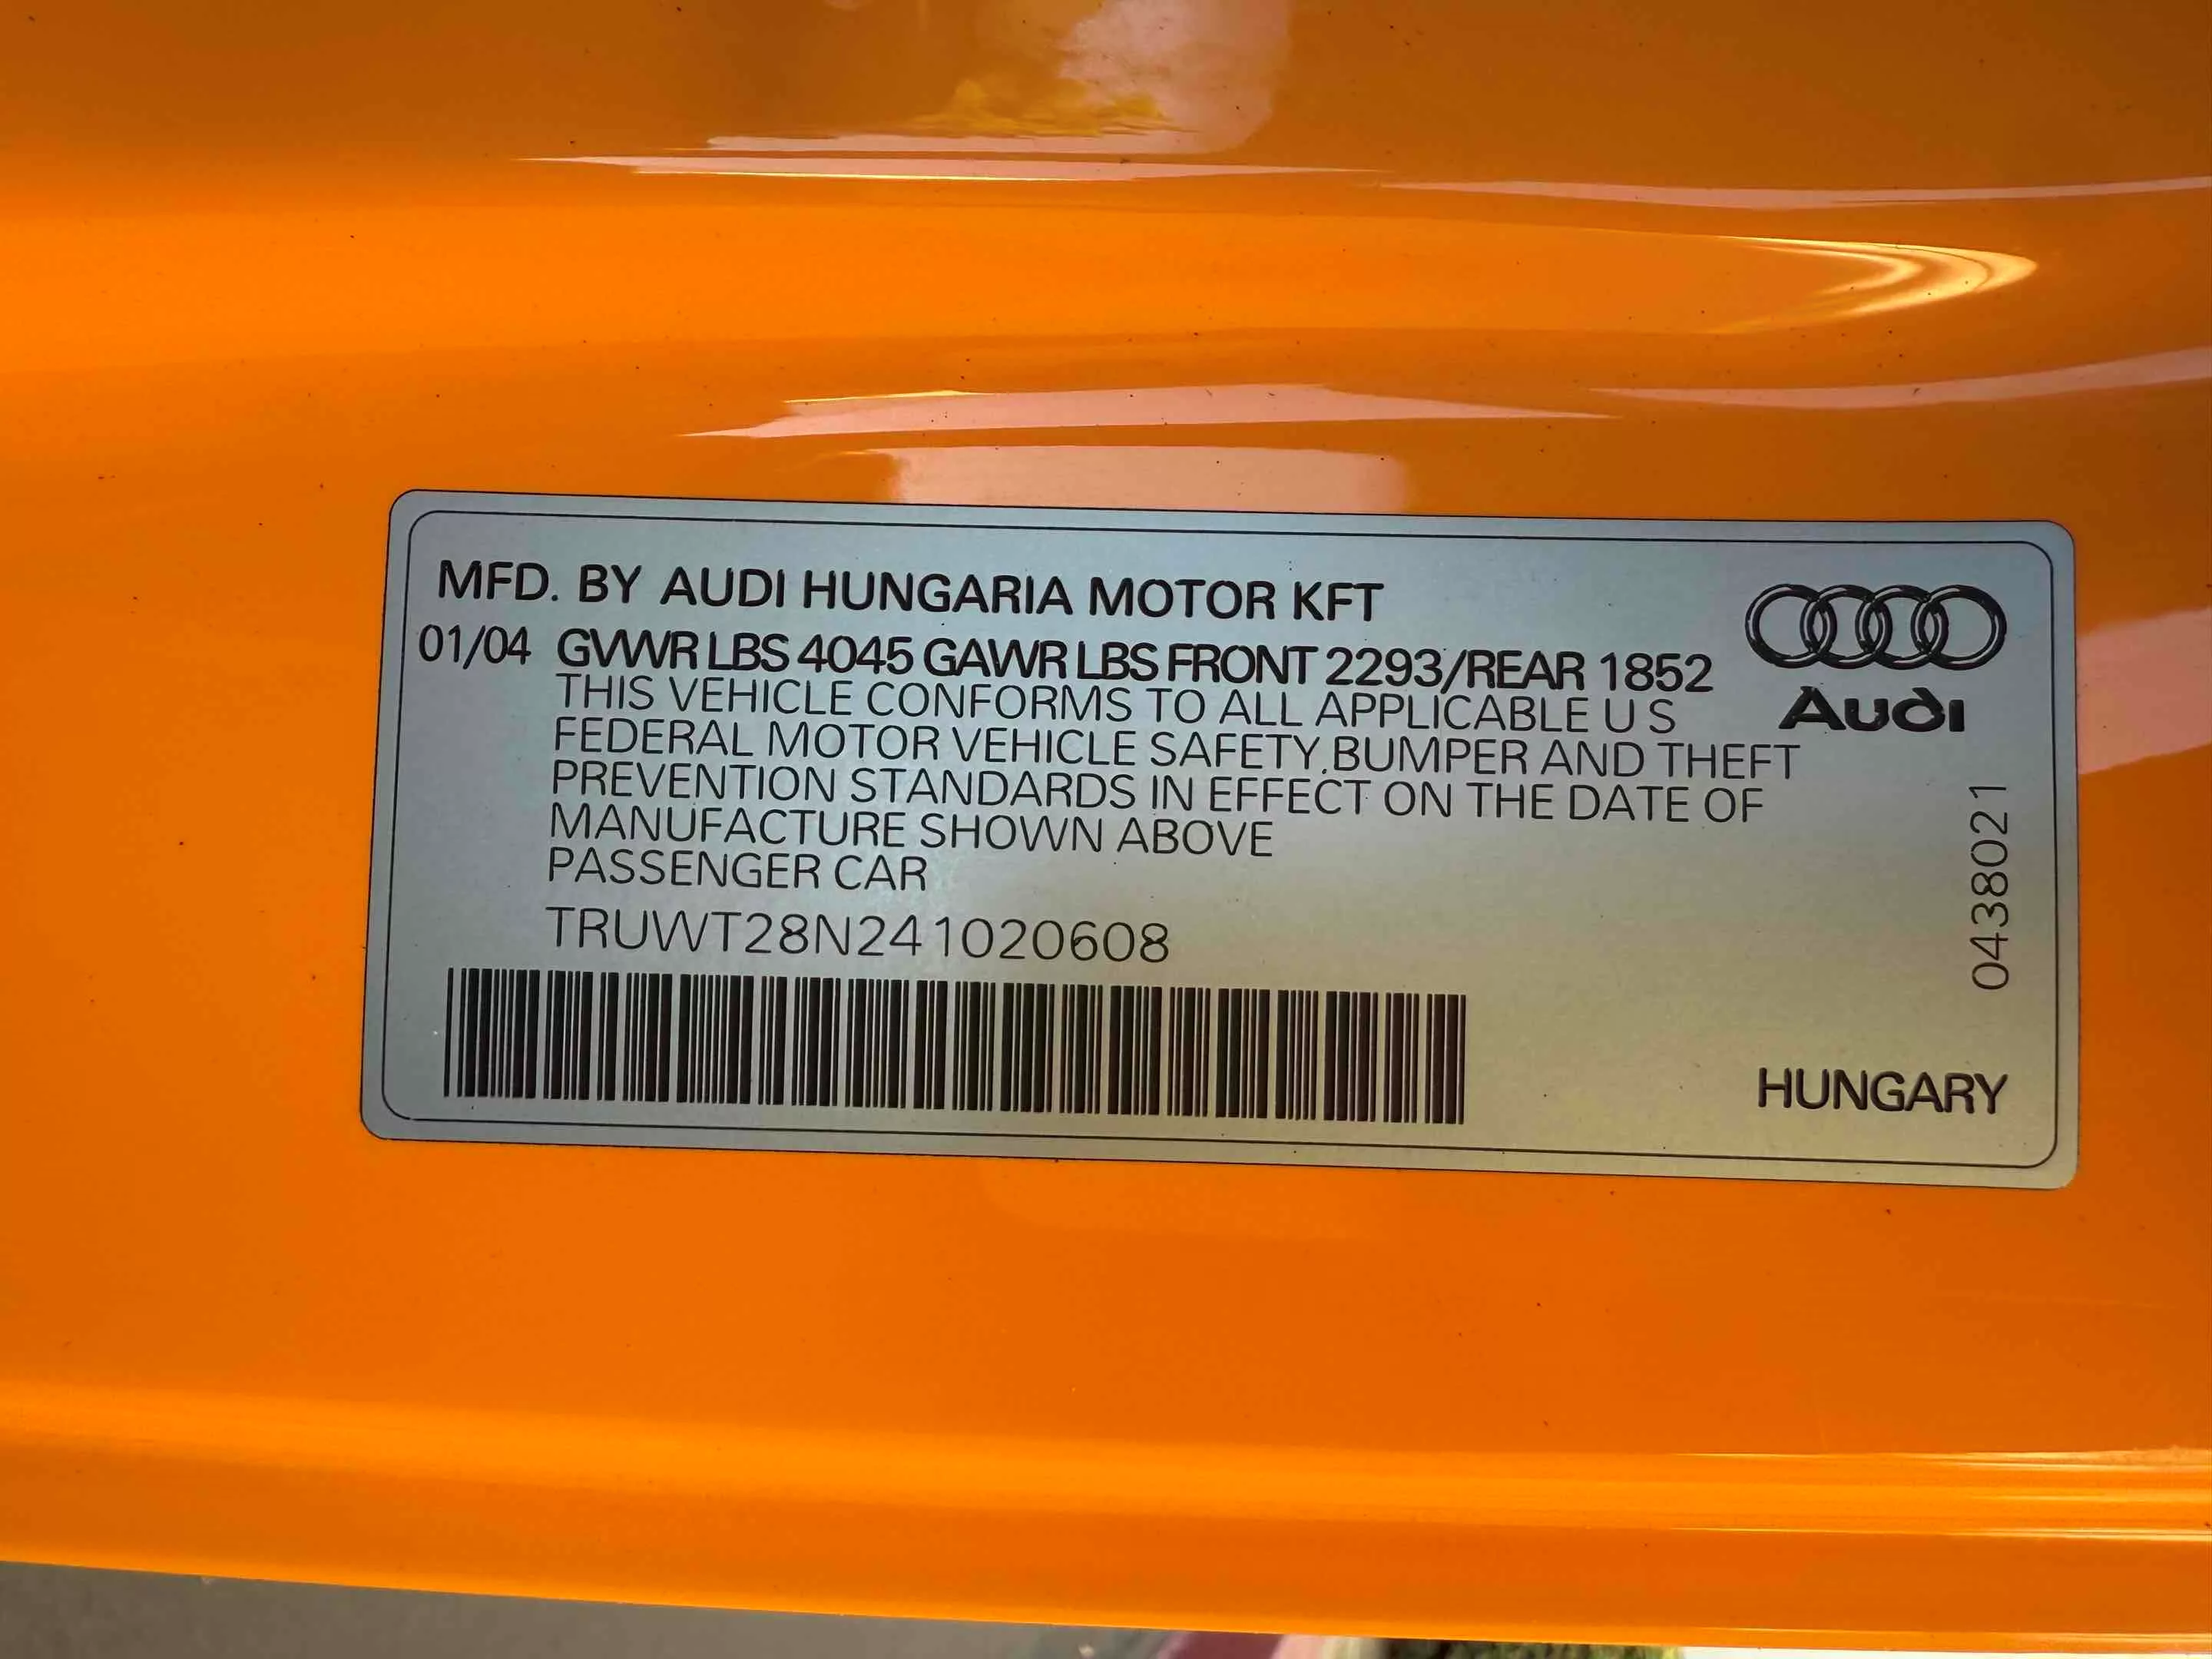 MFD. BY AUDI HUNGARIA MOTOR KFT
01/04 GVWR LBS 4045 GAWR LBS FRONT 2293/REAR 1852
THIS VEHICLE CONFORMS TO ALL APPLICABLE U S
FEDERAL MOTOR VEHICLE SAFETY,BUMPER AND THEFT
PREVENTION STANDARDS IN EFFECT ON THE DATE OF
MANUFACTURE SHOWN ABOVE
PASSENGER CAR
TRUWT28N241020608
Audi
0438021
HUNGARY